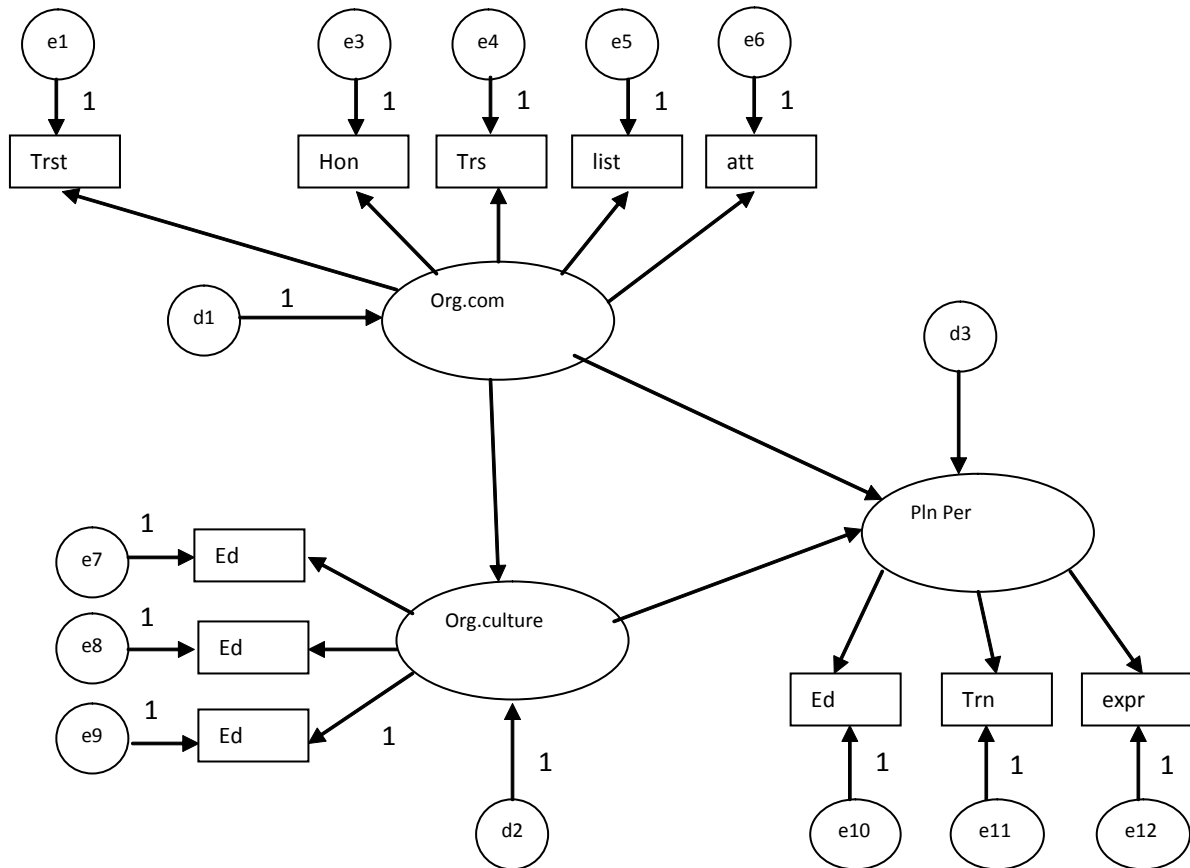 e1
e3
e4
e5
e6
1
1
1
1
1
Trst
Hon
Trs
list
att
1
Org.com
d1
d3
Pln Per
1
e7
Ed
1
e8
Ed
Org.culture
1
e9
Ed
1
Ed
Trn
expr
1
1
1
1
d2
e10
e11
e12